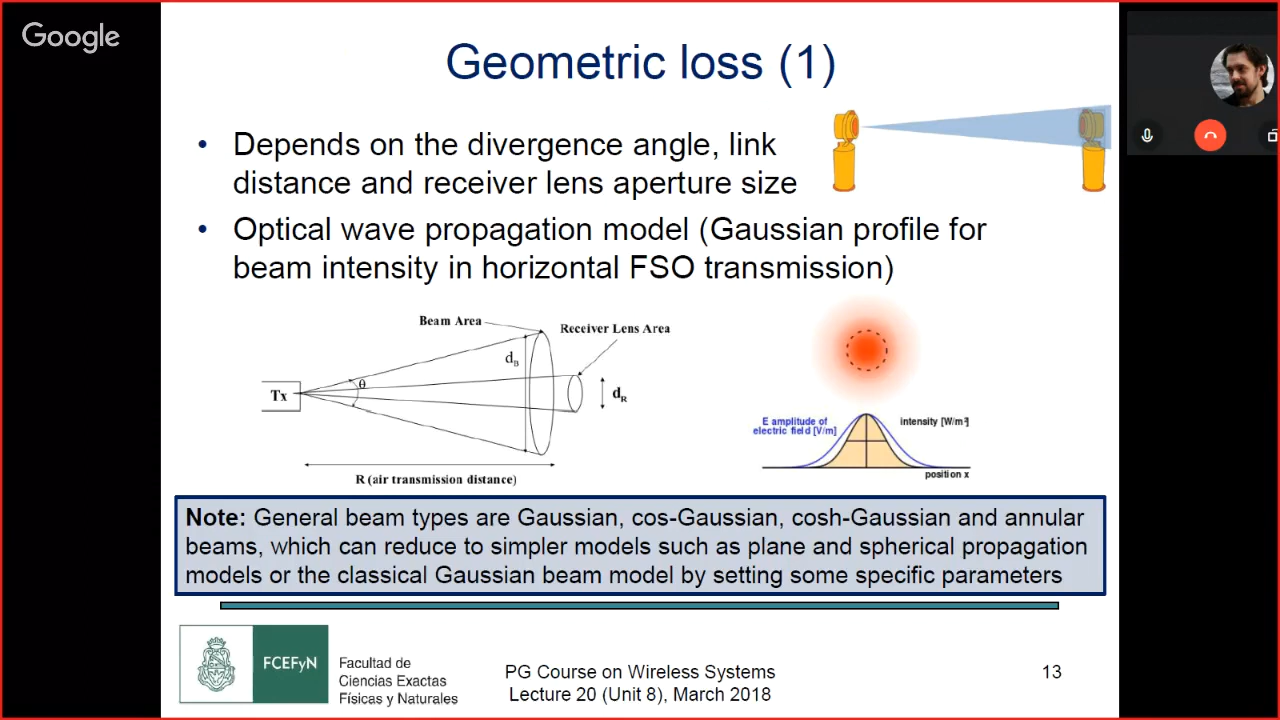 Google
Geometric loss (1)
• Depends on the divergence angle, link
distance and receiver lens aperture size
• Optical wave propagation model (Gaussian profile for
beam intensity in horizontal FSO transmission)
Beam Area
Receiver Lens Area
d_B
θ
Tx
d_R
R (air transmission distance)
E amplitude of
electric field [V/m]
intensity [W/m²]
position x
Note: General beam types are Gaussian, cos-Gaussian, cosh-Gaussian and annular
beams, which can reduce to simpler models such as plane and spherical propagation
models or the classical Gaussian beam model by setting some specific parameters
FCEFyN
Facultad de
Ciencias Exactas
Físicas y Naturales
PG Course on Wireless Systems
Lecture 20 (Unit 8), March 2018
13